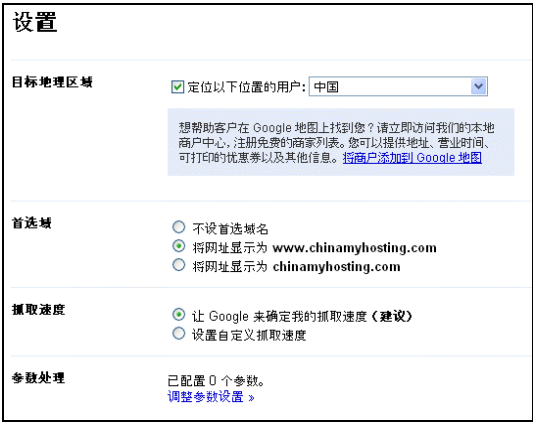 设置
目标地理区域
定位以下位置的用户: 中国
想帮助客户在 Google 地图上找到您？请立即访问我们的本地
商户中心，注册免费的商家列表。您可以提供地址、营业时间、
可打印的优惠券以及其他信息。将商户添加到 Google 地图
首选域
不设首选域名
将网址显示为 www.chinamyhosting.com
将网址显示为 chinamyhosting.com
抓取速度
让 Google 来确定我的抓取速度（建议）
设置自定义抓取速度
参数处理
已配置 0 个参数。
调整参数设置 »